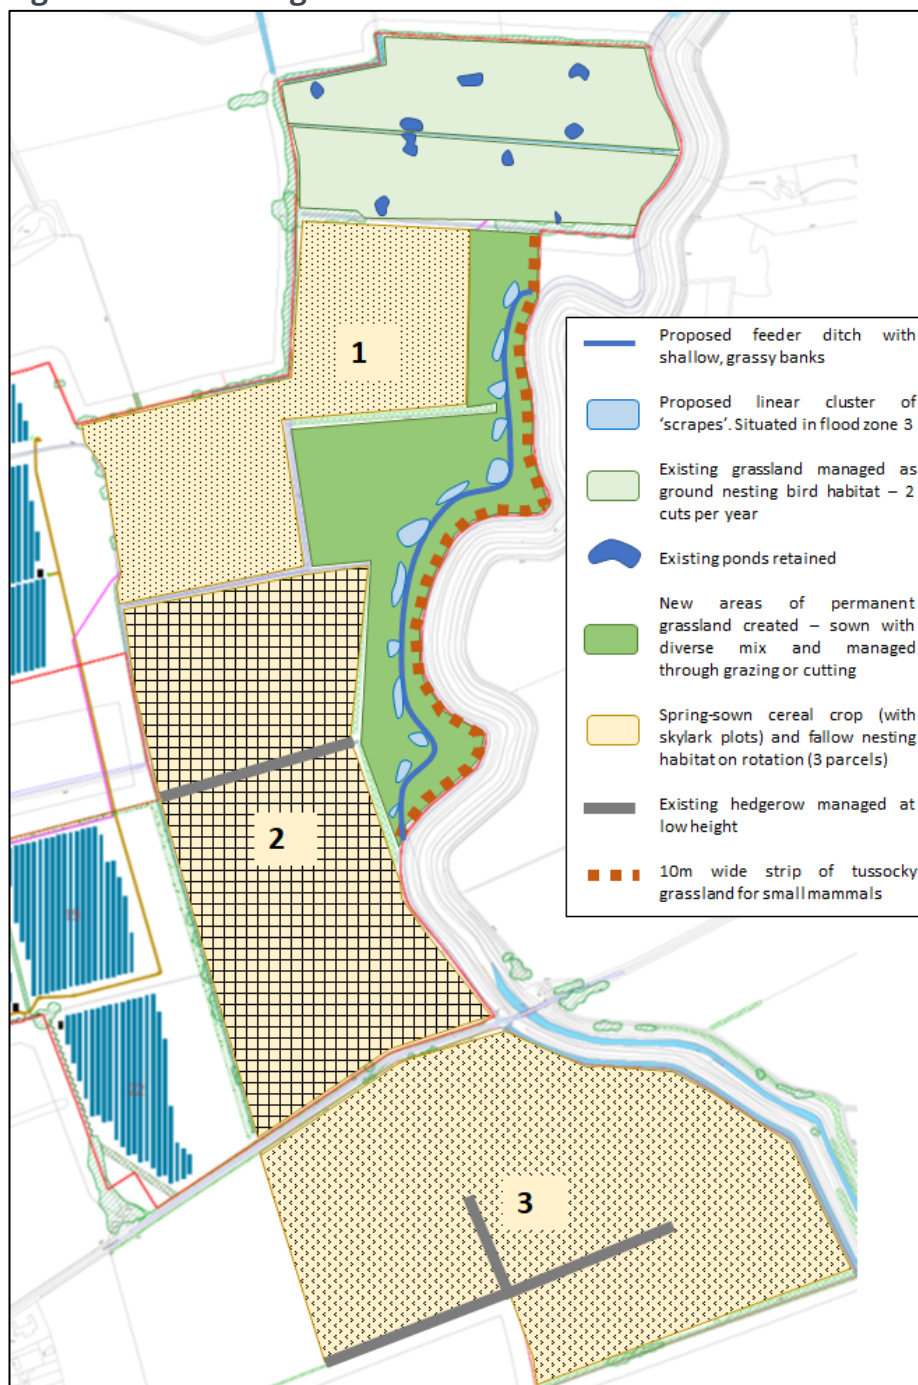 1
Proposed feeder ditch with
shallow, grassy banks
Proposed linear cluster of
‘scrapes’. Situated in flood zone 3
Existing grassland managed as
ground nesting bird habitat – 2
cuts per year
Existing ponds retained
New areas of permanent
grassland created – sown with
diverse mix and managed
through grazing or cutting
Spring-sown cereal crop (with
skylark plots) and fallow nesting
habitat on rotation (3 parcels)
Existing hedgerow managed at
low height
10m wide strip of tussocky
grassland for small mammals
2
19
22
3